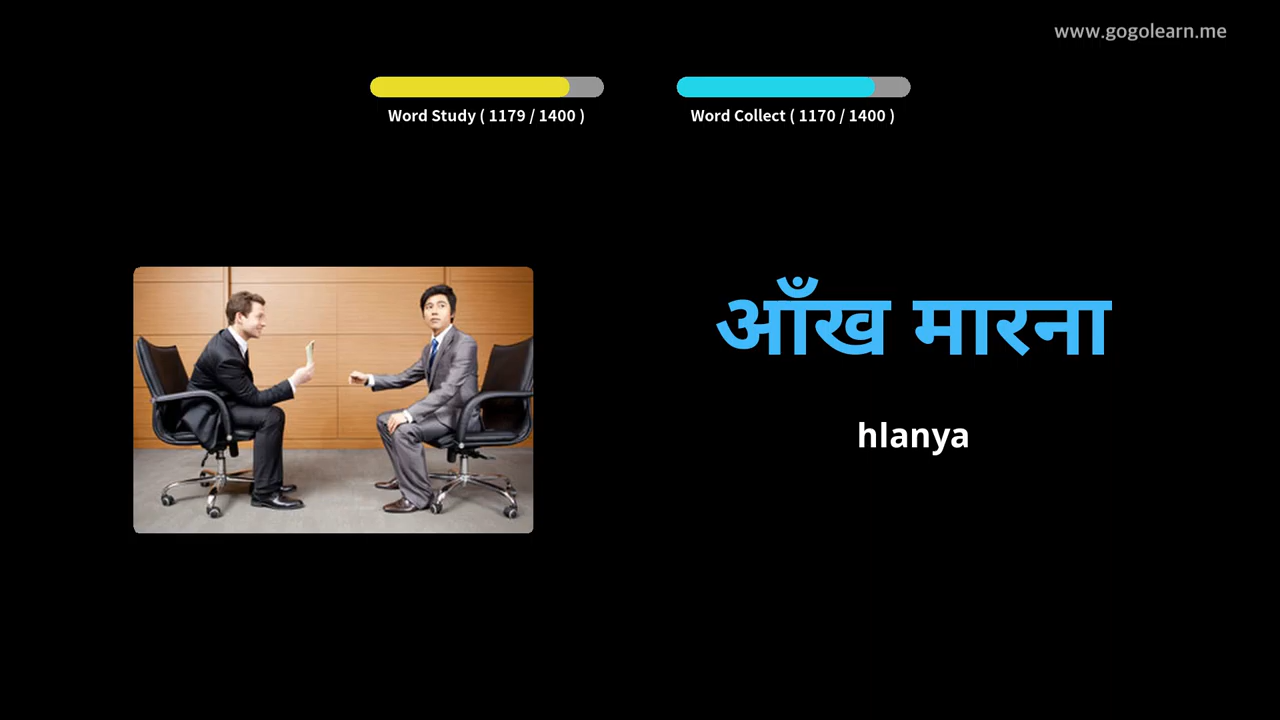 www.gogolearn.me
Word Study ( 1179 / 1400 )
Word Collect ( 1170 / 1400 )
आँख मारना
hlanya